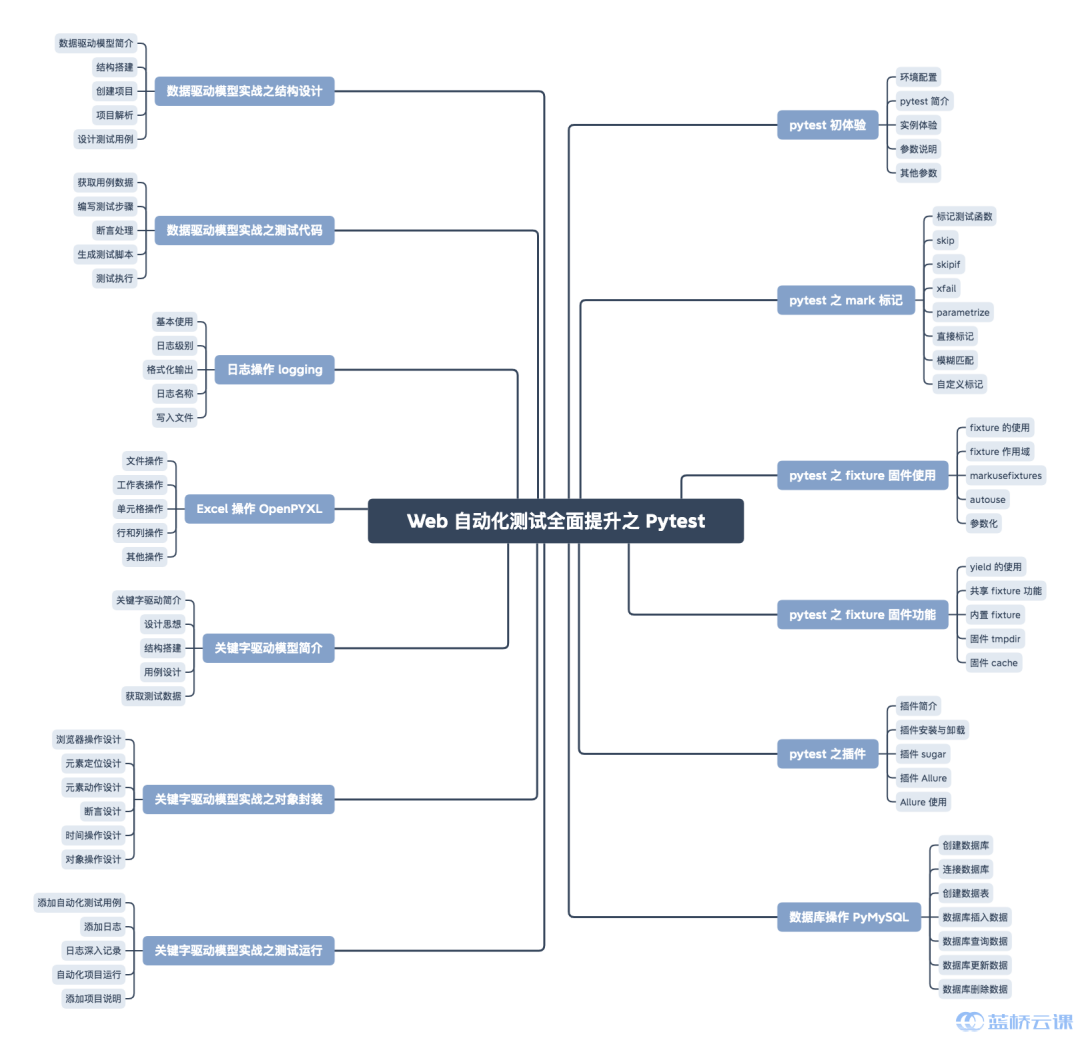 Web 自动化测试全面提升之 Pytest
pytest 初体验
环境配置
pytest 简介
实例体验
参数说明
其他参数
pytest 之 mark 标记
标记测试函数
skip
skipif
xfail
parametrize
直接标记
模糊匹配
自定义标记
pytest 之 fixture 固件使用
fixture 的使用
fixture 作用域
markusefixtures
autouse
参数化
pytest 之 fixture 固件功能
yield 的使用
共享 fixture 功能
内置 fixture
固件 tmpdir
固件 cache
pytest 之插件
插件简介
插件安装与卸载
插件 sugar
插件 Allure
Allure 使用
数据库操作 PyMySQL
创建数据库
连接数据库
创建数据表
数据库插入数据
数据库查询数据
数据库更新数据
数据库删除数据
数据驱动模型实战之结构设计
数据驱动模型简介
结构搭建
创建项目
项目解析
设计测试用例
数据驱动模型实战之测试代码
获取用例数据
编写测试步骤
断言处理
生成测试脚本
测试执行
日志操作 logging
基本使用
日志级别
格式化输出
日志名称
写入文件
Excel 操作 OpenPYXL
文件操作
工作表操作
单元格操作
行和列操作
其他操作
关键字驱动模型简介
关键字驱动简介
设计思想
结构搭建
用例设计
获取测试数据
关键字驱动模型实战之对象封装
浏览器操作设计
元素定位设计
元素动作设计
断言设计
时间操作设计
对象操作设计
关键字驱动模型实战之测试运行
添加自动化测试用例
添加日志
日志深入记录
自动化项目运行
添加项目说明
蓝桥云课